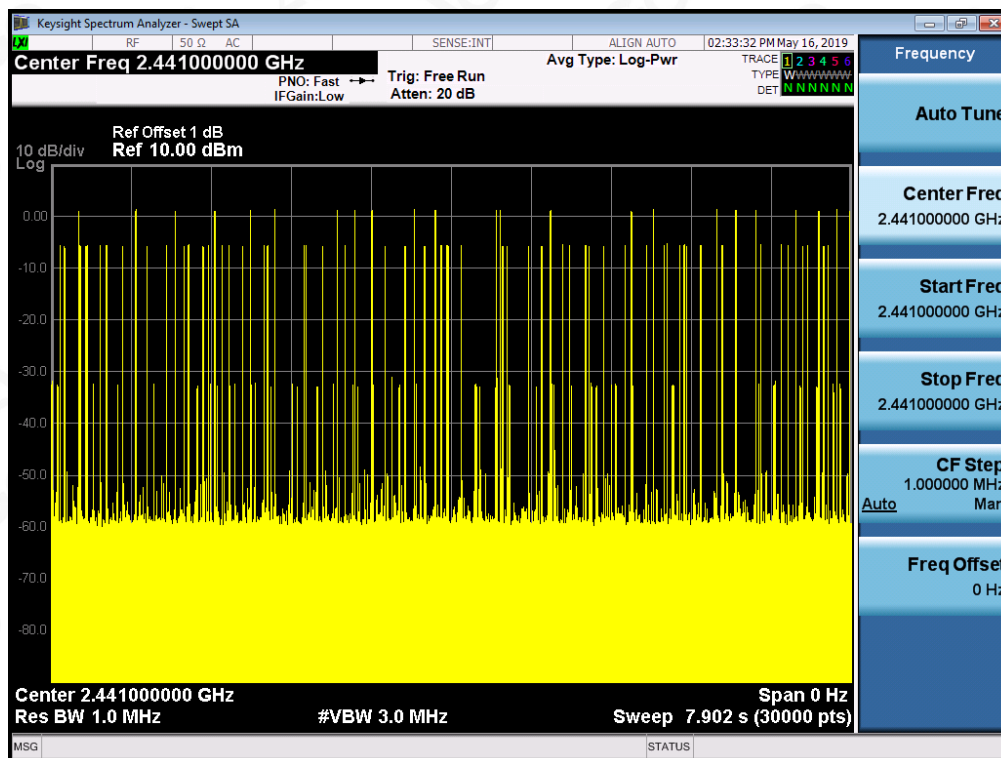 Keysight Spectrum Analyzer - Swept SA
LXI RF 50 Ω AC SENSE:INT ALIGN AUTO 02:33:32 PM May 16, 2019
Center Freq 2.441000000 GHz
PNO: Fast
IFGain:Low
Trig: Free Run
Atten: 20 dB
Avg Type: Log-Pwr
TRACE 1 2 3 4 5 6
TYPE WWWWWW
DET N N N N N N
10 dB/div
Log
Ref Offset 1 dB
Ref 10.00 dBm
0.00
-10.0
-20.0
-30.0
-40.0
-50.0
-60.0
-70.0
-80.0
Center 2.441000000 GHz
Span 0 Hz
Res BW 1.0 MHz
#VBW 3.0 MHz
Sweep 7.902 s (30000 pts)
MSG
STATUS
Frequency
Auto Tune
Center Freq
2.441000000 GHz
Start Freq
2.441000000 GHz
Stop Freq
2.441000000 GHz
CF Step
1.000000 MHz
Auto Man
Freq Offset
0 Hz